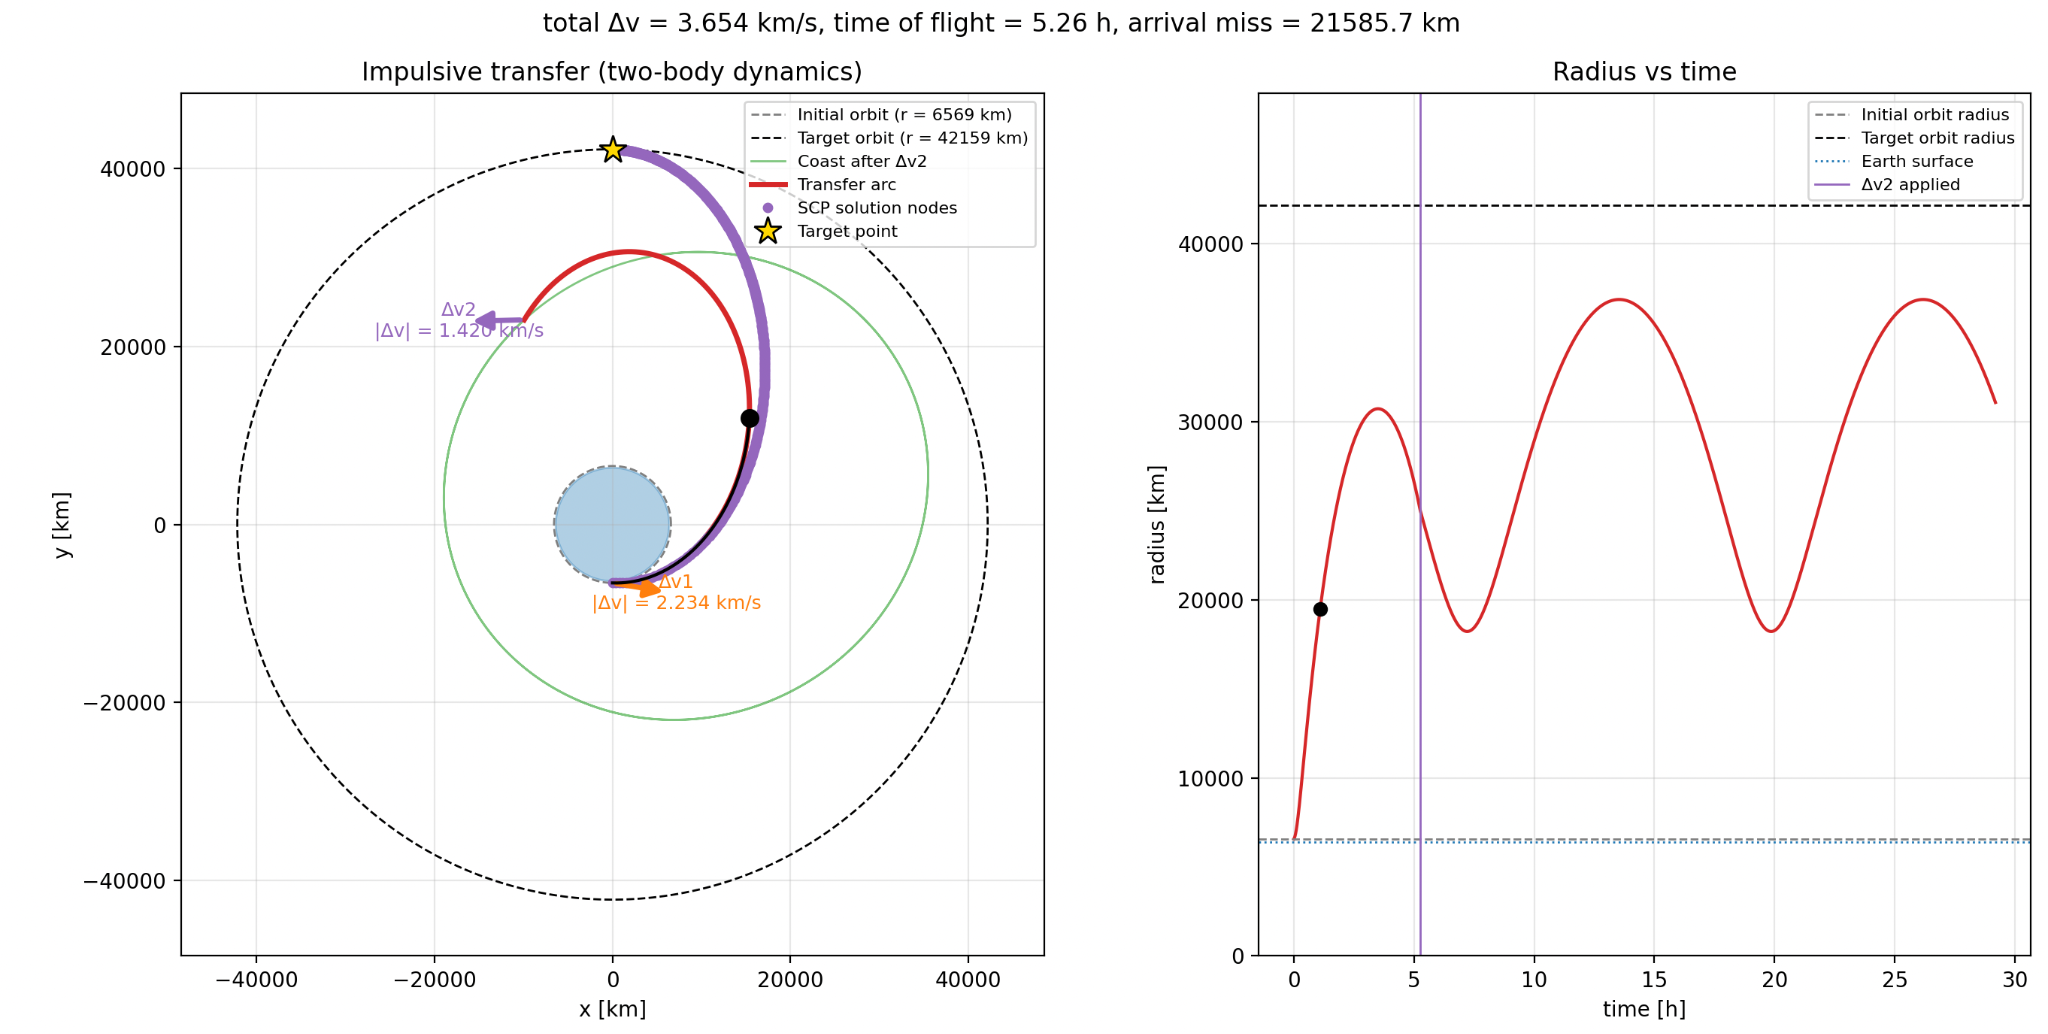 total Δv = 3.654 km/s, time of flight = 5.26 h, arrival miss = 21585.7 km
Impulsive transfer (two-body dynamics)
Initial orbit (r = 6569 km)
Target orbit (r = 42159 km)
Coast after Δv2
Transfer arc
SCP solution nodes
Target point
Δv2
|Δv| = 1.420 km/s
Δv1
|Δv| = 2.234 km/s
40000
20000
0
−20000
−40000
y [km]
−40000
−20000
0
20000
40000
x [km]
Radius vs time
Initial orbit radius
Target orbit radius
Earth surface
Δv2 applied
40000
30000
20000
10000
0
radius [km]
0
5
10
15
20
25
30
time [h]